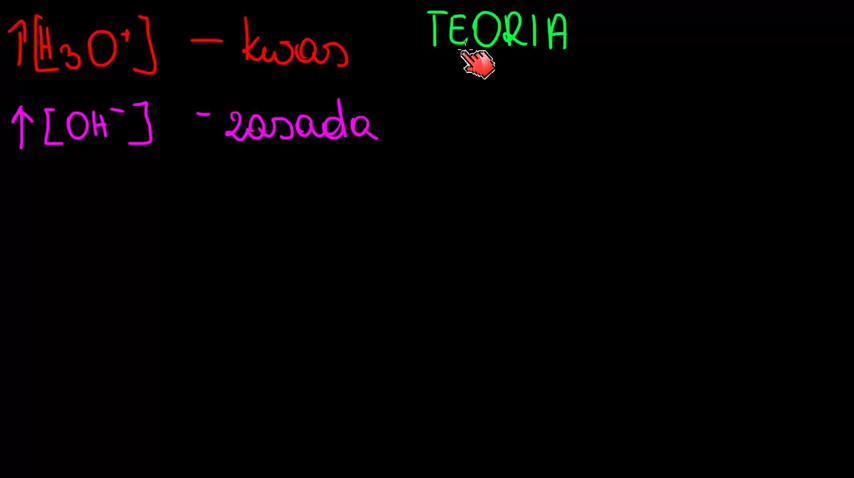 ↑[H₃O⁺] – kwas
TEORIA
↑[OH⁻] - zasada